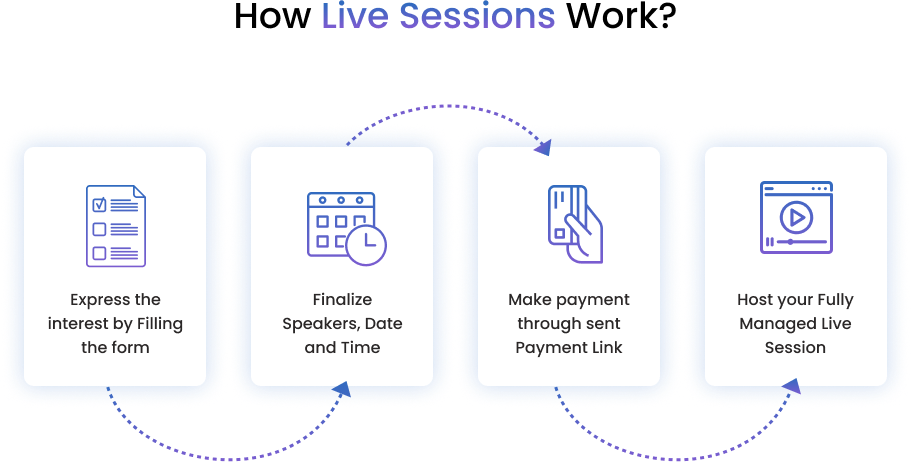 How Live Sessions Work?
Express the
interest by Filling
the form
Finalize
Speakers, Date
and Time
Make payment
through sent
Payment Link
Host your Fully
Managed Live
Session